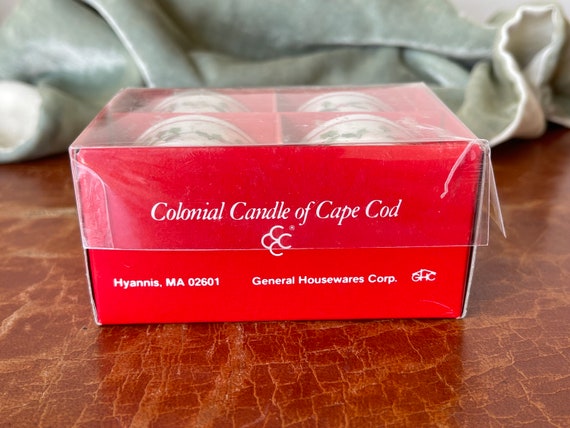 Colonial Candle of Cape Cod
CCC®
Hyannis, MA 02601 General Housewares Corp. GHC